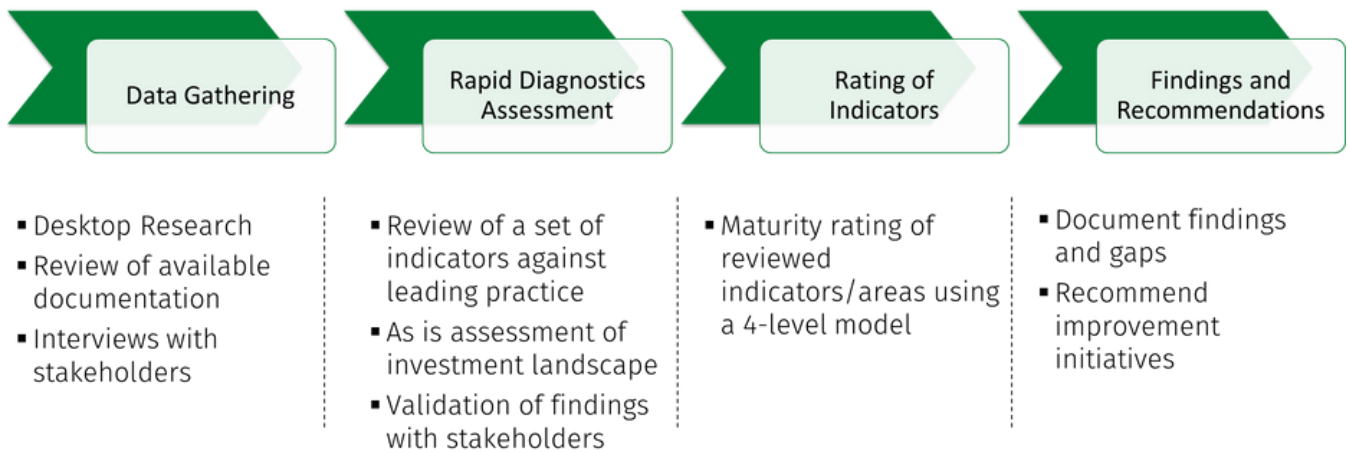 Data Gathering
Rapid Diagnostics
Assessment
Rating of
Indicators
Findings and
Recommendations
▪ Desktop Research
▪ Review of available
documentation
▪ Interviews with
stakeholders
▪ Review of a set of
indicators against
leading practice
▪ As is assessment of
investment landscape
▪ Validation of findings
with stakeholders
▪ Maturity rating of
reviewed
indicators/areas using
a 4-level model
▪ Document findings
and gaps
▪ Recommend
improvement
initiatives